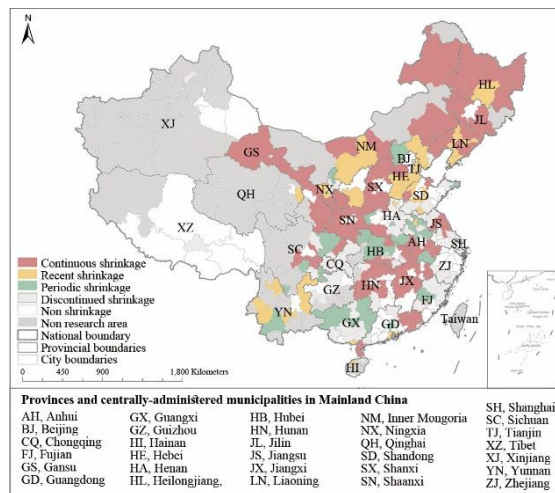 N
HL
JL
LN
XJ
GS
NM
BJ
TJ
HE
NX
SX
SD
QH
SN
HA
JS
XZ
SC
HB
AH
SH
CQ
ZJ
HN
JX
GZ
FJ
YN
GX
GD
Taiwan
HI
Continuous shrinkage
Recent shrinkage
Periodic shrinkage
Discontinued shrinkage
Non shrinkage
Non research area
National boundary
Provincial boundaries
City boundaries
0 450 900 1,800 Kilometers
Provinces and centrally-administered municipalities in Mainland China
AH, Anhui GX, Guangxi HB, Hubei NM, Inner Mongoria SH, Shanghai
BJ, Beijing GZ, Guizhou HN, Hunan NX, Ningxia SC, Sichuan
CQ, Chongqing HI, Hainan JL, Jilin QH, Qinghai TJ, Tianjin
FJ, Fujian HE, Hebei JS, Jiangsu SD, Shandong XZ, Tibet
GS, Gansu HA, Henan JX, Jiangxi SX, Shanxi XJ, Xinjiang
GD, Guangdong HL, Heilongjiang, LN, Liaoning SN, Shaanxi YN, Yunnan
ZJ, Zhejiang